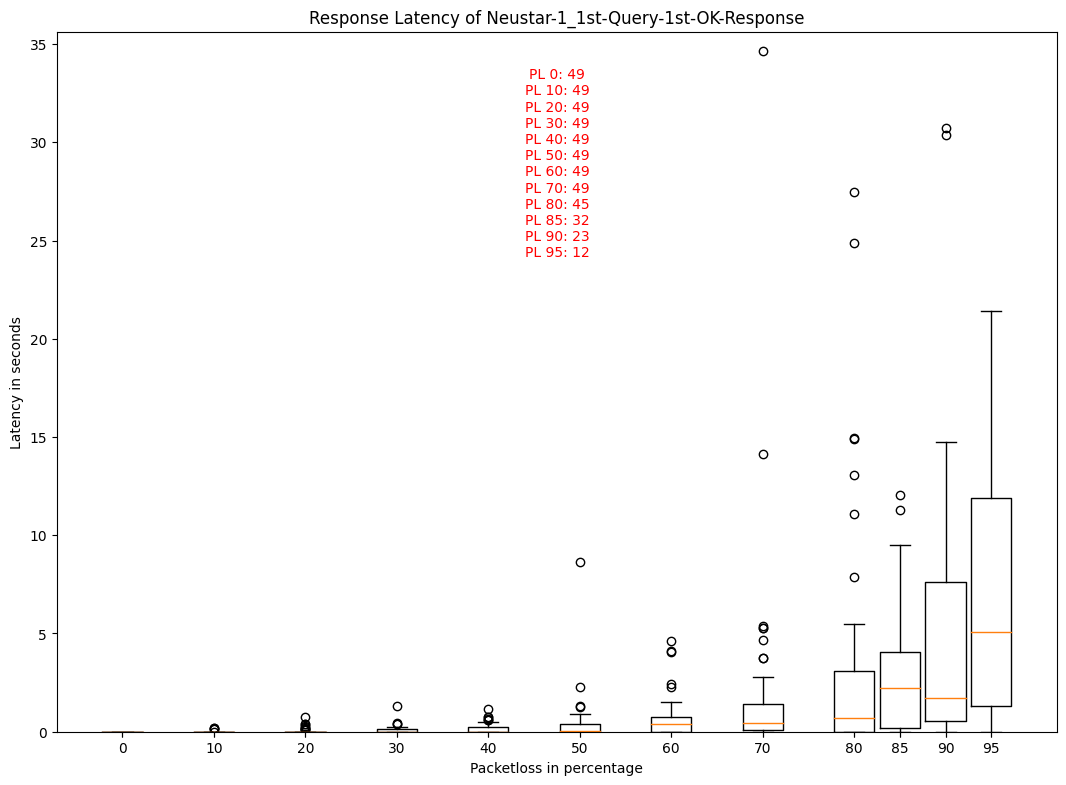 Response Latency of Neustar-1_1st-Query-1st-OK-Response
35
30
25
20
15
10
5
0
Latency in seconds
PL 0: 49
PL 10: 49
PL 20: 49
PL 30: 49
PL 40: 49
PL 50: 49
PL 60: 49
PL 70: 49
PL 80: 45
PL 85: 32
PL 90: 23
PL 95: 12
0 10 20 30 40 50 60 70 80 85 90 95
Packetloss in percentage